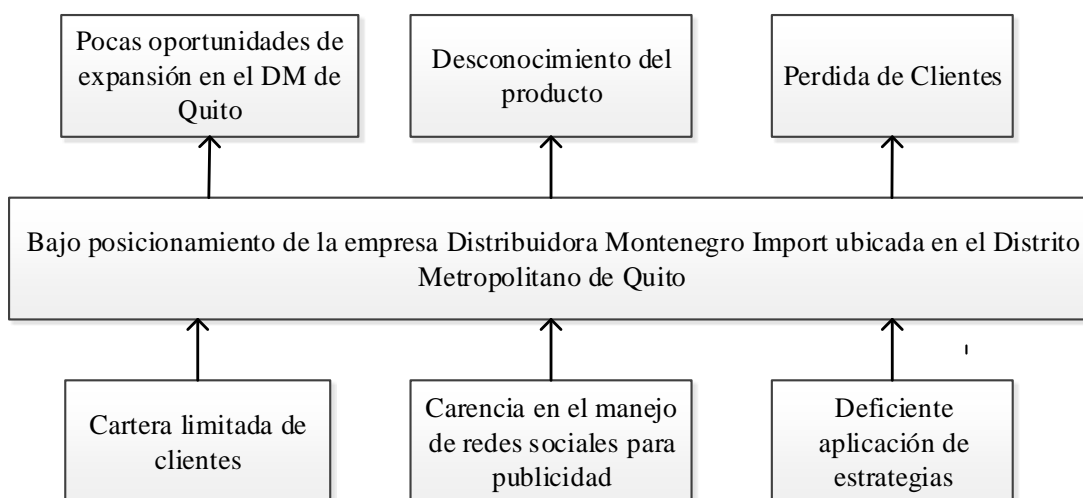 Pocas oportunidades de
expansión en el DM de
Quito
Desconocimiento del
producto
Perdida de Clientes
Bajo posicionamiento de la empresa Distribuidora Montenegro Import ubicada en el Distrito
Metropolitano de Quito
Cartera limitada de
clientes
Carencia en el manejo
de redes sociales para
publicidad
Deficiente
aplicación de
estrategias